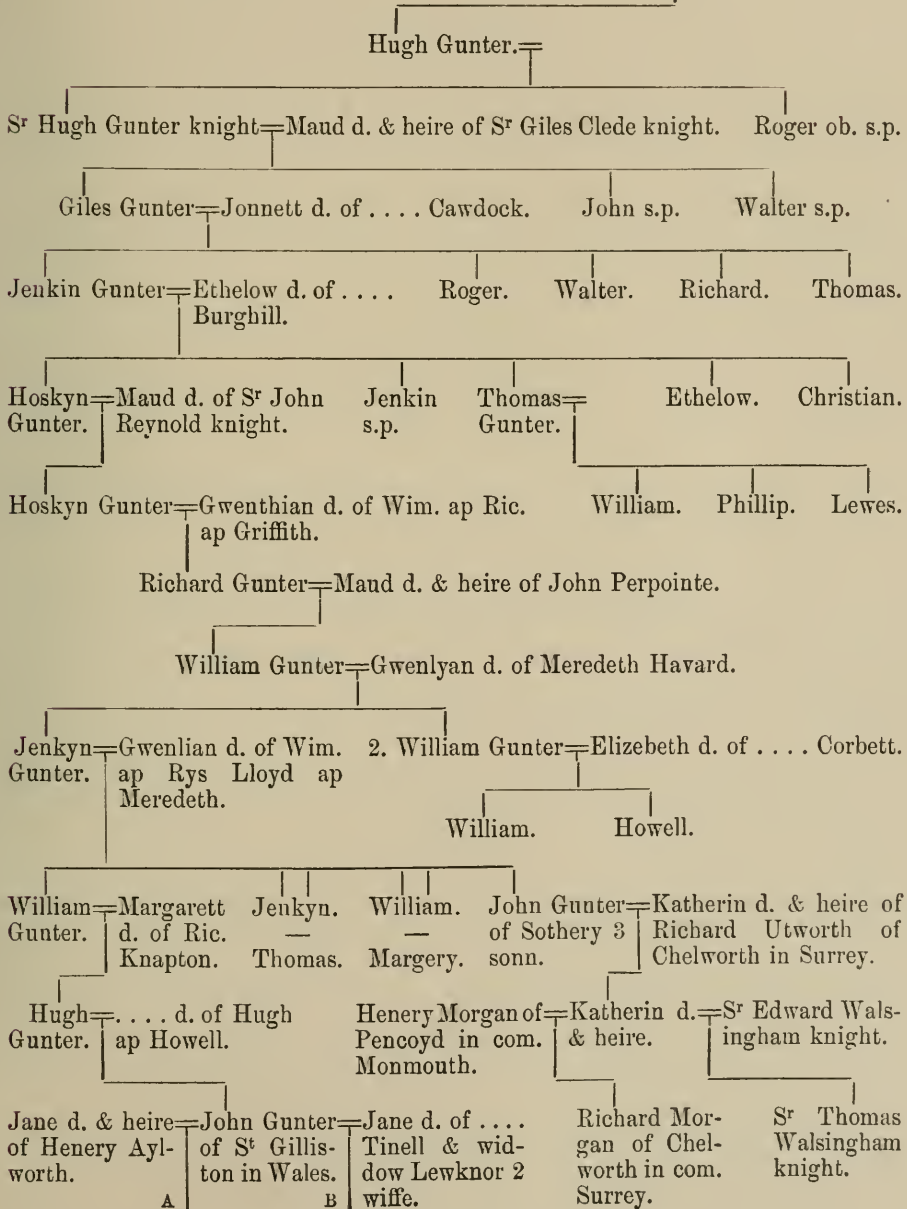 Hugh Gunter.
Sr Hugh Gunter knight Maud d. & heire of Sr Giles Clede knight. Roger ob. s.p.
Giles Gunter Jonnett d. of . . . . Cawdock. John s.p. Walter s.p.
Jenkin Gunter Ethelow d. of . . . . Roger. Walter. Richard. Thomas.
Burghill.
Hoskyn Maud d. of Sr John Jenkin Thomas Ethelow. Christian.
Gunter. Reynold knight. s.p. Gunter.
Hoskyn Gunter Gwenthian d. of Wim. ap Ric. William. Phillip. Lewes.
ap Griffith.
Richard Gunter Maud d. & heire of John Perpointe.
William Gunter Gwenlyan d. of Meredeth Havard.
Jenkyn Gwenlian d. of Wim. 2. William Gunter Elizebeth d. of . . . . Corbett.
Gunter. ap Rys Lloyd ap
Meredeth.
William. Howell.
William Margarett Jenkyn. William. John Gunter Katherin d. & heire of
Gunter. d. of Ric. — — of Sothery 3 Richard Utworth of
Knapton. Thomas. Margery. sonn. Chelworth in Surrey.
Hugh . . . . d. of Hugh Henery Morgan of Katherin d. Sr Edward Wals-
Gunter. ap Howell. Pencoyd in com. & heire. ingham knight.
Monmouth.
Jane d. & heire John Gunter Jane d. of . . . . Richard Mor- Sr Thomas
of Henery Ayl- of St Gillis- Tinell & wid- gan of Chel- Walsingham
worth. ton in Wales. dow Lewknor 2 worth in com. knight.
A B wiffe. Surrey.